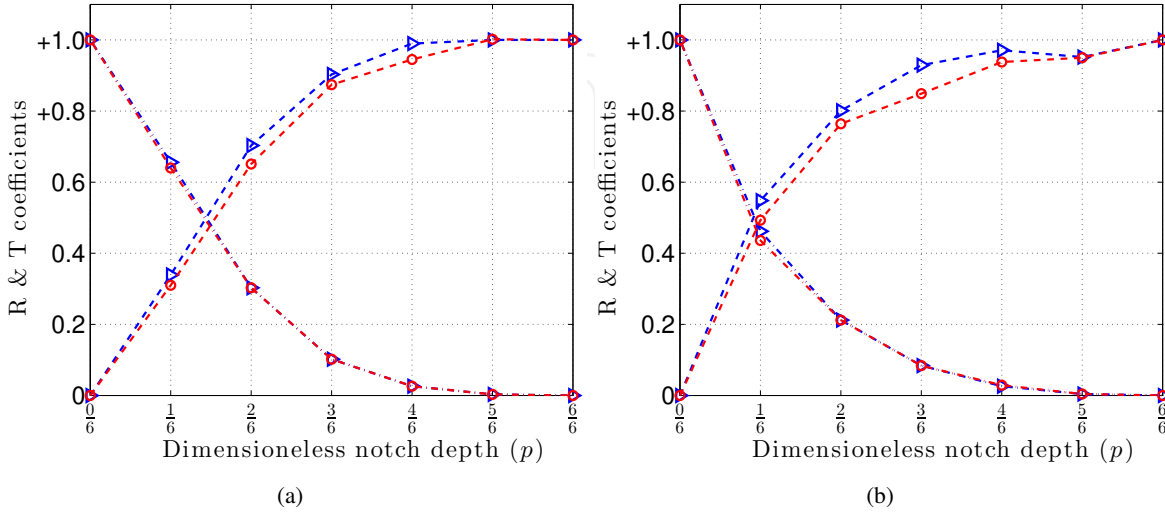 R & T coefficients
+1.0
+0.8
0.6
0.4
0.2
0
0/6 1/6 2/6 3/6 4/6 5/6 6/6
Dimensioneless notch depth (p)
(a)
R & T coefficients
+1.0
+0.8
0.6
0.4
0.2
0
0/6 1/6 2/6 3/6 4/6 5/6 6/6
Dimensioneless notch depth (p)
(b)